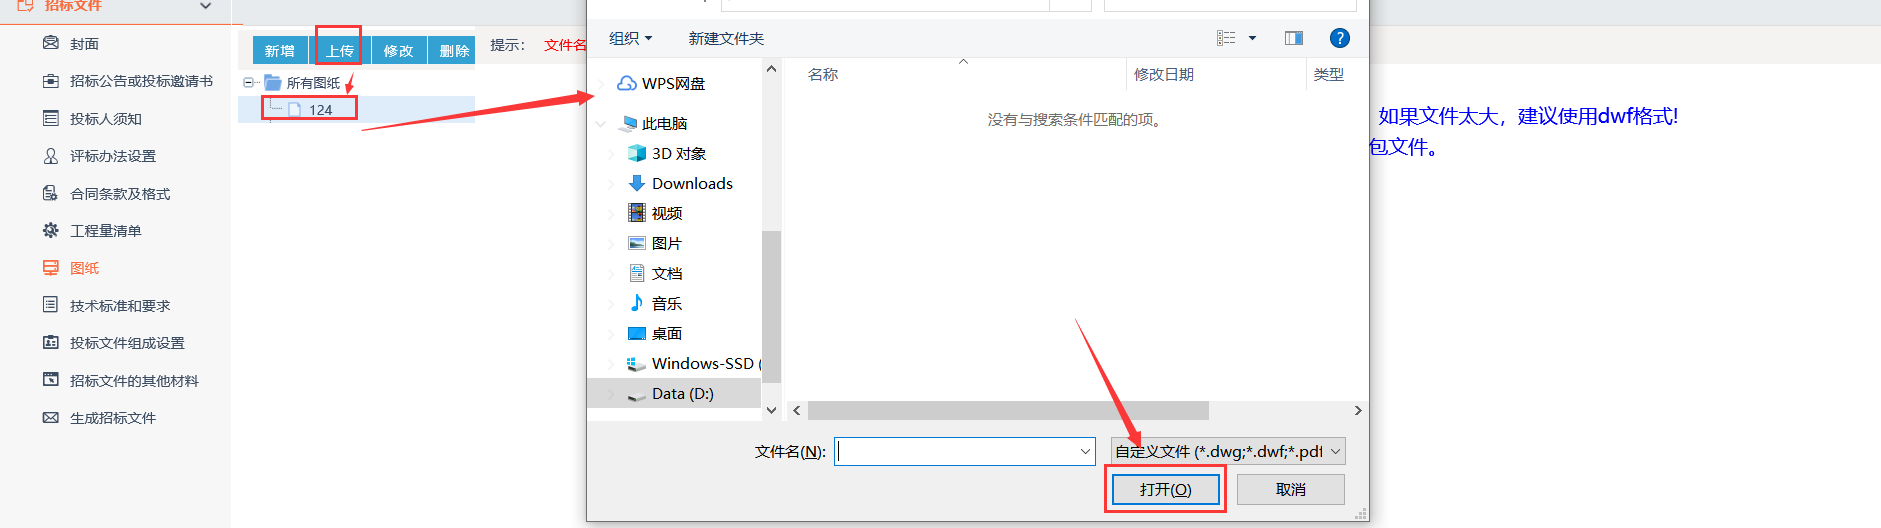 招标文件
封面
招标公告或投标邀请书
投标人须知
评标办法设置
合同条款及格式
工程量清单
图纸
技术标准和要求
投标文件组成设置
招标文件的其他材料
生成招标文件
新增
上传
修改
删除
提示：
文件名
所有图纸
124
组织
新建文件夹
WPS网盘
此电脑
3D 对象
Downloads
视频
图片
文档
音乐
桌面
Windows-SSD (
Data (D:)
名称
修改日期
类型
没有与搜索条件匹配的项。
文件名(N):
自定义文件 (*.dwg;*.dwf;*.pdf
打开(O)
取消
如果文件太大，建议使用dwf格式!
包文件。